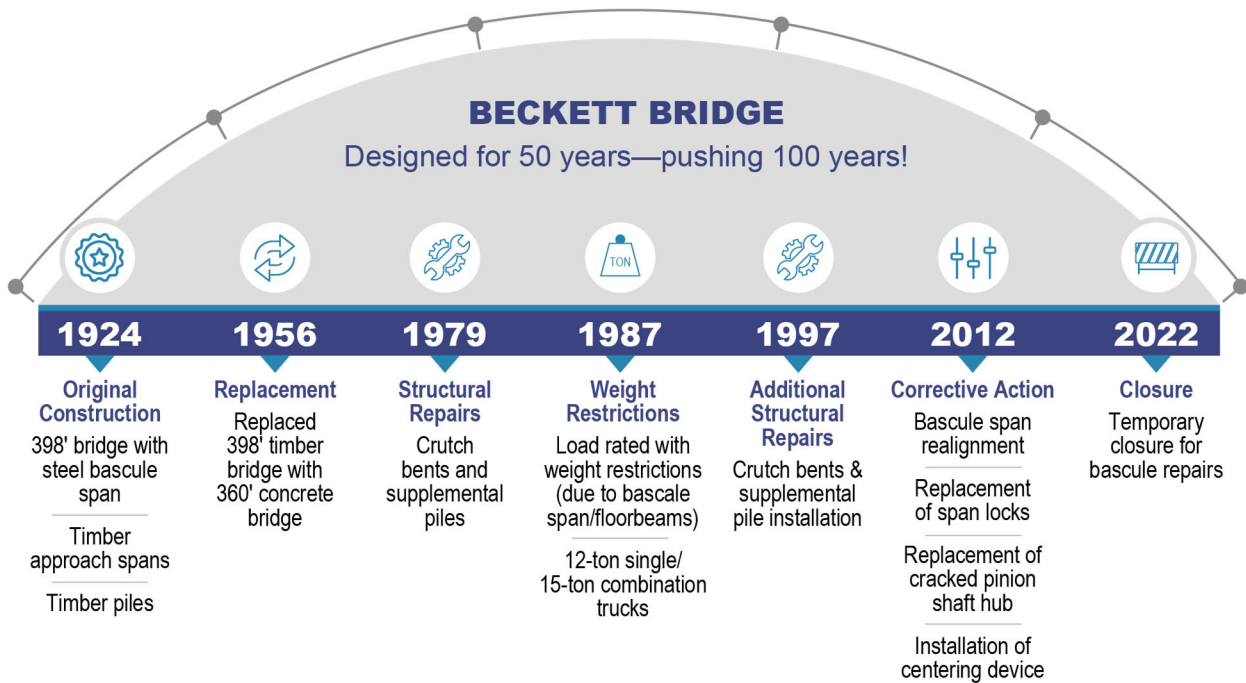 BECKETT BRIDGE
Designed for 50 years—pushing 100 years!
TON
1924
1956
1979
1987
1997
2012
2022
Original
Construction
398' bridge with
steel bascule
span
Timber
approach spans
Timber piles
Replacement
Replaced
398' timber
bridge with
360' concrete
bridge
Structural
Repairs
Crutch
bents and
supplemental
piles
Weight
Restrictions
Load rated with
weight restrictions
(due to bascale
span/floorbeams)
12-ton single/
15-ton combination
trucks
Additional
Structural
Repairs
Crutch bents &
supplemental
pile installation
Corrective Action
Bascule span
realignment
Replacement
of span locks
Replacement of
cracked pinion
shaft hub
Installation of
centering device
Closure
Temporary
closure for
bascule repairs